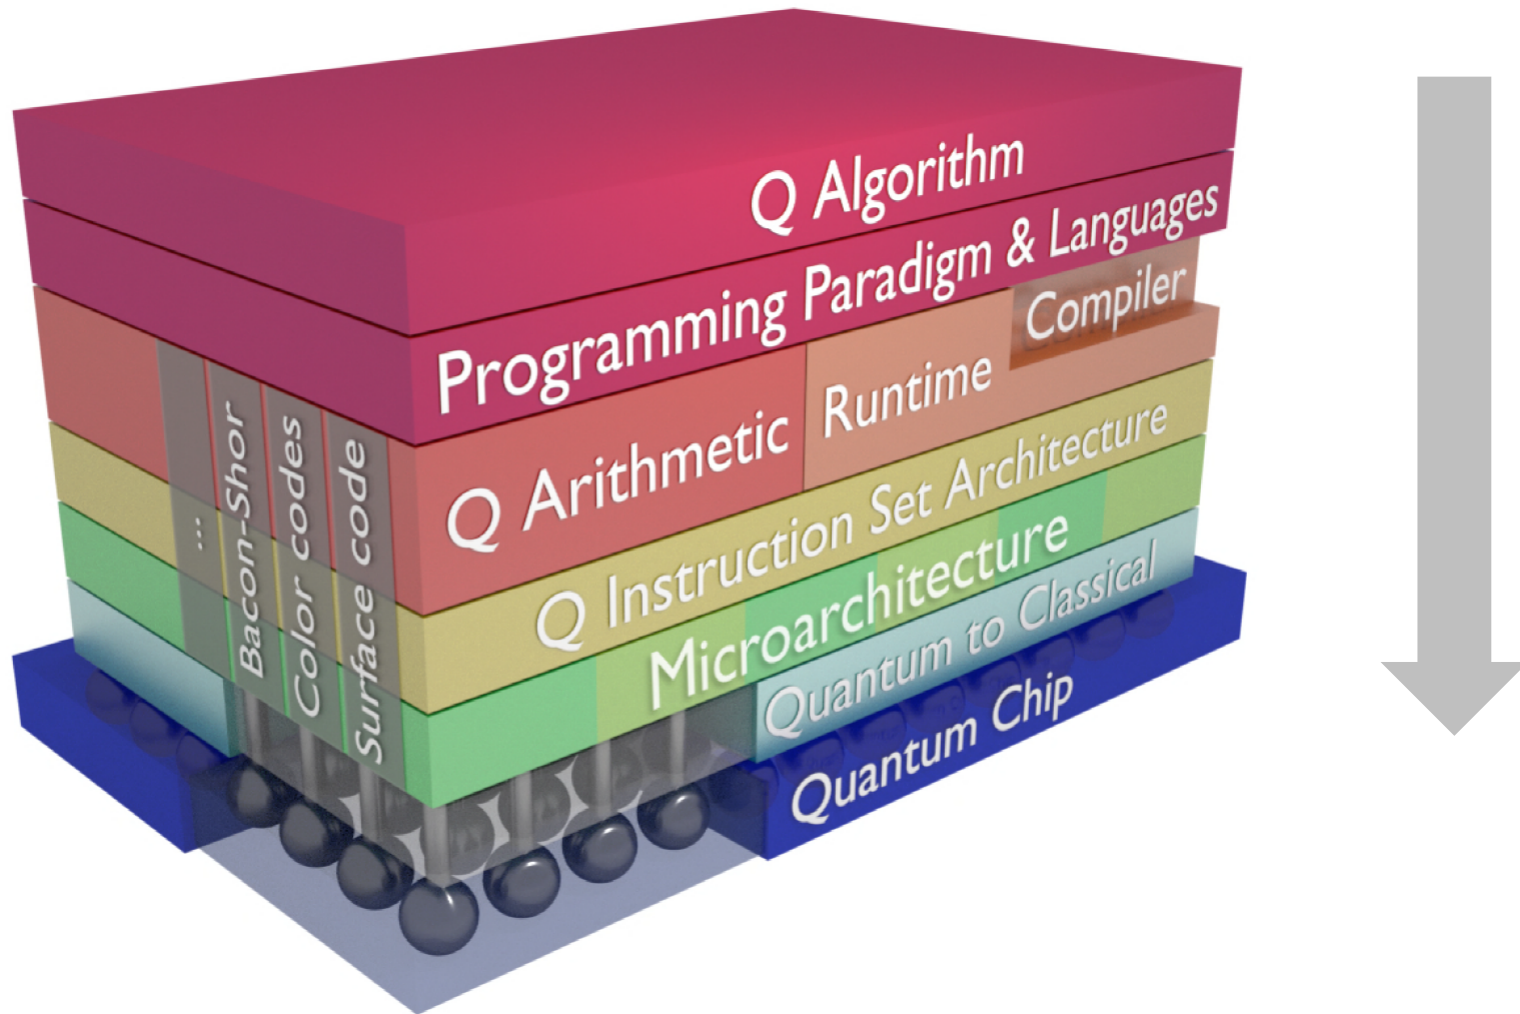 Q Algorithm
Programming Paradigm & Languages
Q Arithmetic
Runtime
Compiler
Q Instruction Set Architecture
Microarchitecture
Quantum to Classical
Quantum Chip
...
Bacon-Shor
Color codes
Surface code